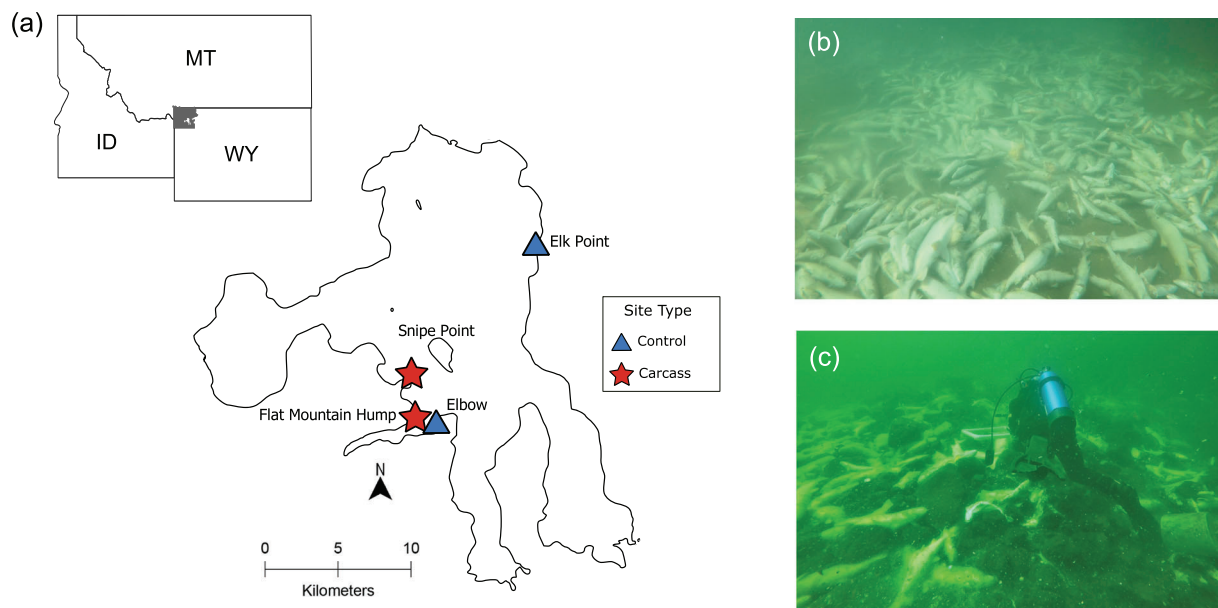 (a)
MT
ID
WY
Elk Point
Snipe Point
Flat Mountain Hump
Elbow
Site Type
Control
Carcass
N
0 5 10
Kilometers
(b)
(c)